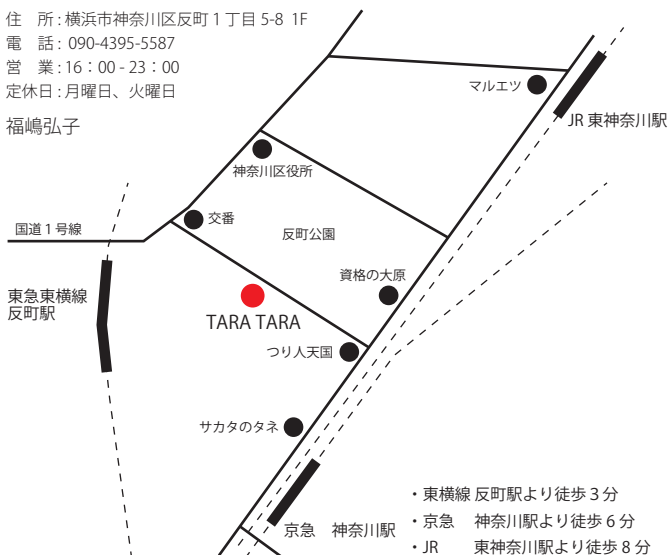 住　所 : 横浜市神奈川区反町 1 丁目 5-8 1F
電　話 : 090-4395-5587
営　業 : 16：00 - 23：00
定休日 : 月曜日、火曜日
福嶋弘子
マルエツ
JR 東神奈川駅
神奈川区役所
交番
国道 1 号線
反町公園
東急東横線
反町駅
資格の大原
TARA TARA
つり人天国
サカタのタネ
京急　神奈川駅
・東横線 反町駅より徒歩 3 分
・京急　神奈川駅より徒歩 6 分
・JR　東神奈川駅より徒歩 8 分